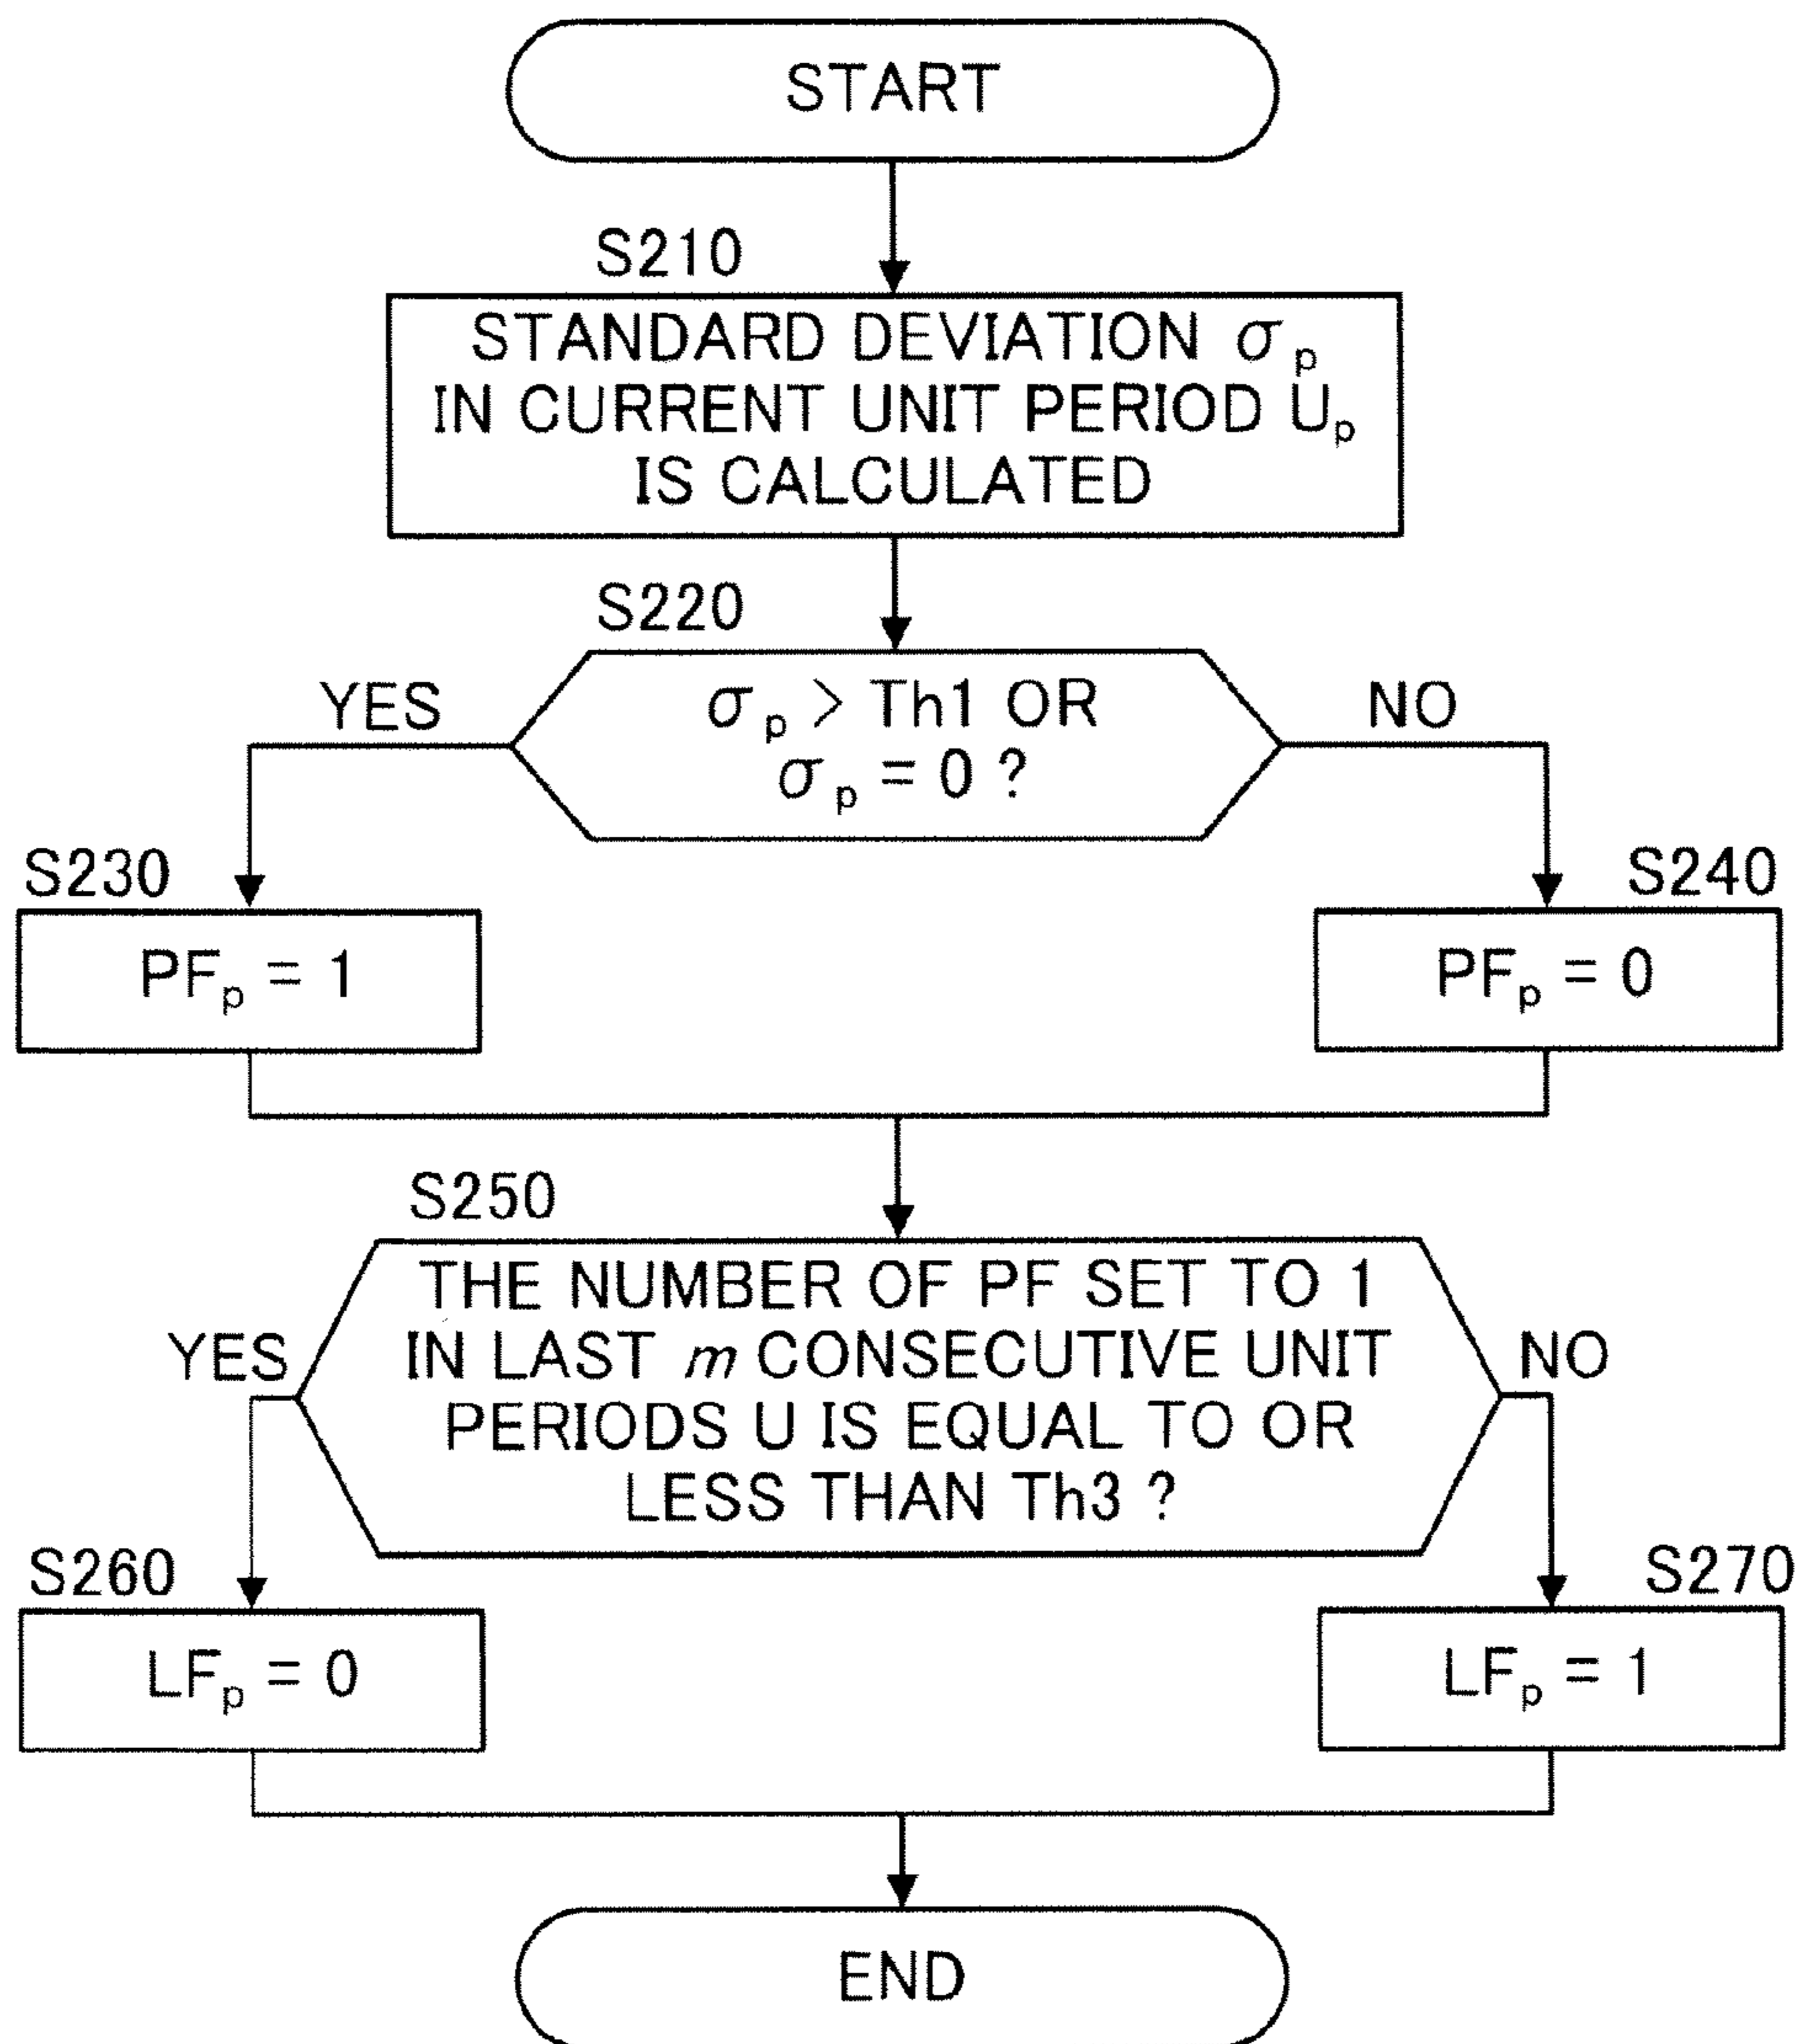 START
S210
STANDARD DEVIATION σp
IN CURRENT UNIT PERIOD Up
IS CALCULATED
S220
YES
σp > Th1 OR
σp = 0 ?
NO
S230
PFp = 1
S240
PFp = 0
S250
YES
THE NUMBER OF PF SET TO 1
IN LAST m CONSECUTIVE UNIT
PERIODS U IS EQUAL TO OR
LESS THAN Th3 ?
NO
S260
LFp = 0
S270
LFp = 1
END